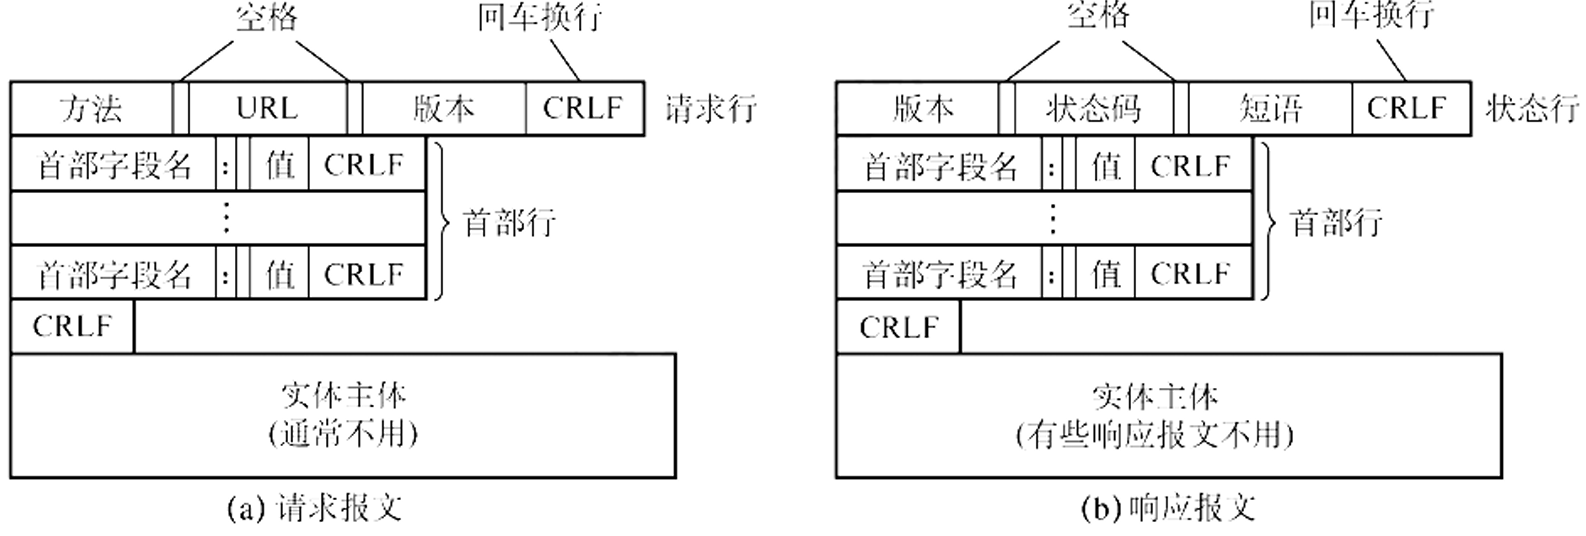 空格 回车换行
方法 URL 版本 CRLF 请求行
首部字段名 : 值 CRLF
⋮ 首部行
首部字段名 : 值 CRLF
CRLF
实体主体
(通常不用)
(a) 请求报文
空格 回车换行
版本 状态码 短语 CRLF 状态行
首部字段名 : 值 CRLF
⋮ 首部行
首部字段名 : 值 CRLF
CRLF
实体主体
(有些响应报文不用)
(b) 响应报文